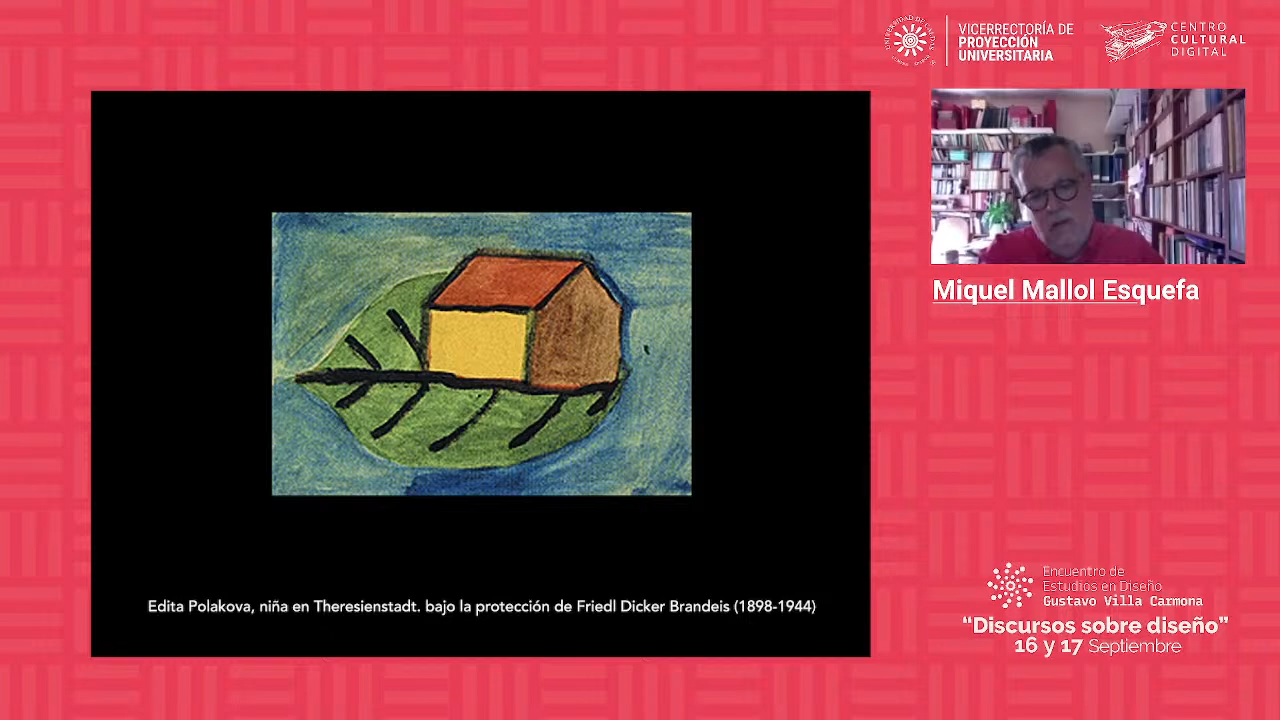 VICERRECTORÍA DE
PROYECCIÓN
UNIVERSITARIA
CENTRO
CULTURAL
DIGITAL
Miquel Mallol Esquefa
Edita Polakova, niña en Theresienstadt. bajo la protección de Friedl Dicker Brandeis (1898-1944)
Encuentro de
Estudios en Diseño
Gustavo Villa Carmona
“Discursos sobre diseño”
16 y 17 Septiembre